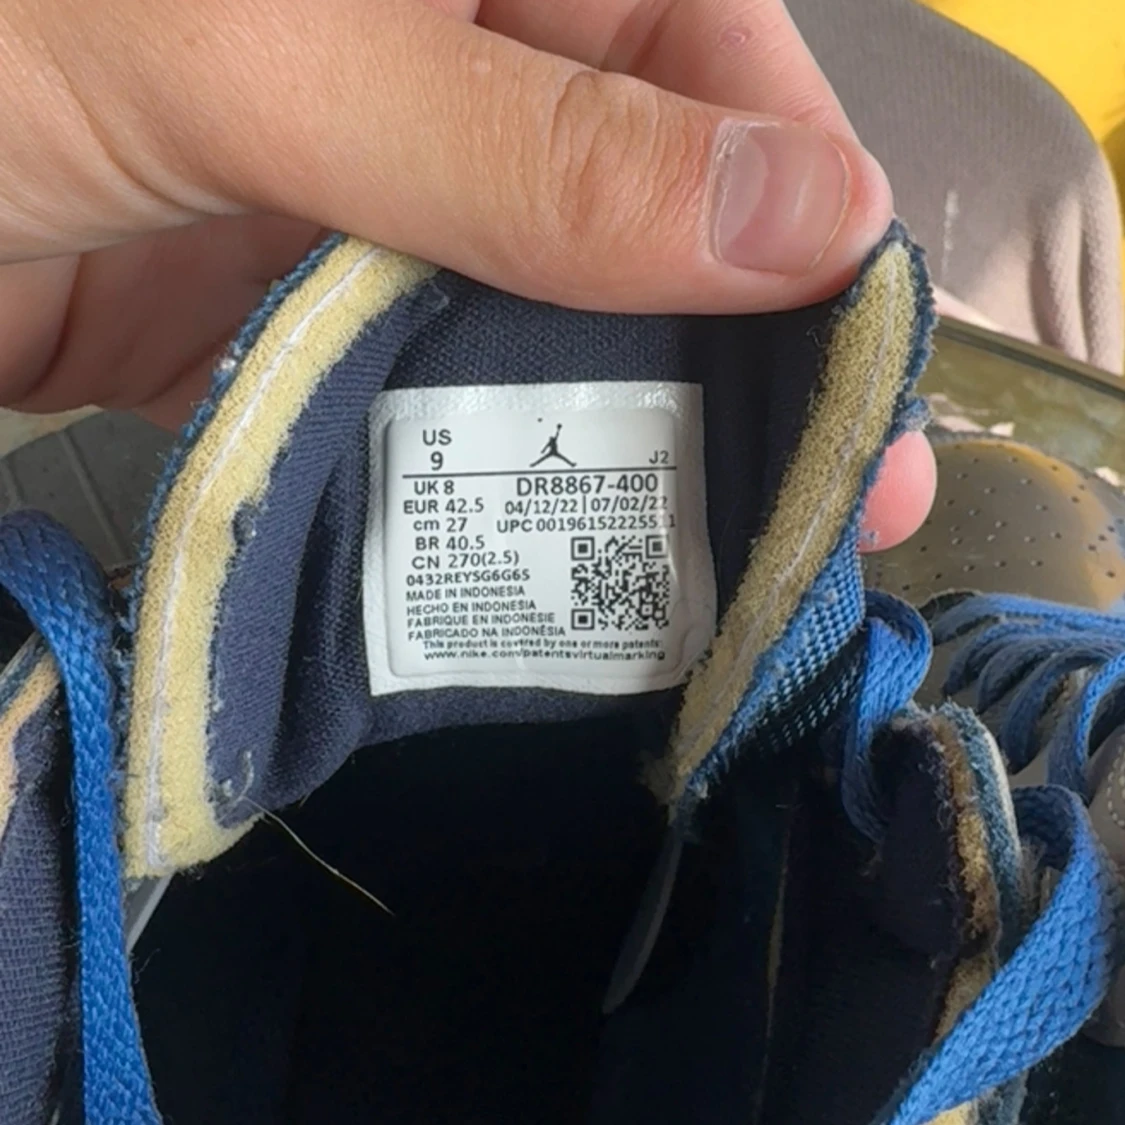 US
9
J2
UK 8
DR8867-400
EUR 42.5
04/12/22 | 07/02/22
cm 27
UPC
BR 40.5
CN 270(2.5)
0432REYSG6G65
MADE IN INDONESIA
HECHO EN INDONESIA
FABRIQUE EN INDONESIE
FABRICADO NA INDONÉSIA
This product is covered by one or more patents:
www.nike.com/patentsvirtualmarking